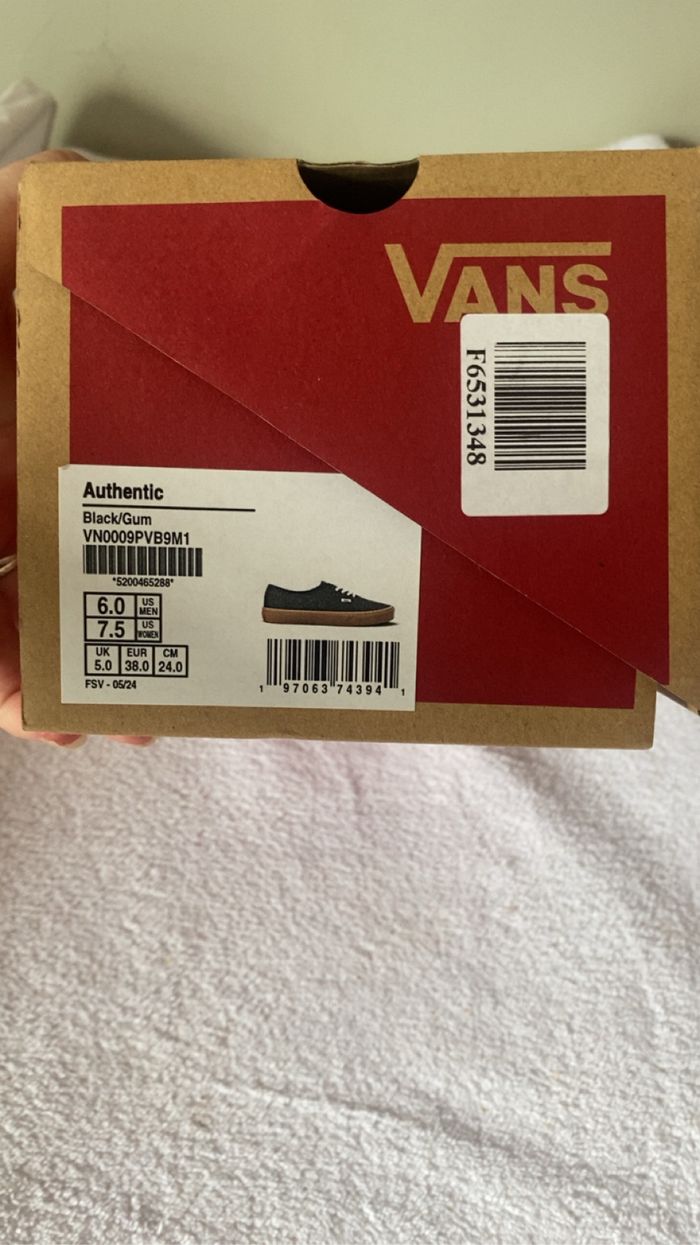 VANS
F6531348
Authentic
Black/Gum
VN0009PVB9M1
*5200465288*
6.0 US MEN
7.5 US WOMEN
UK EUR CM
5.0 38.0 24.0
FSV - 05/24
1 97063 74394 1